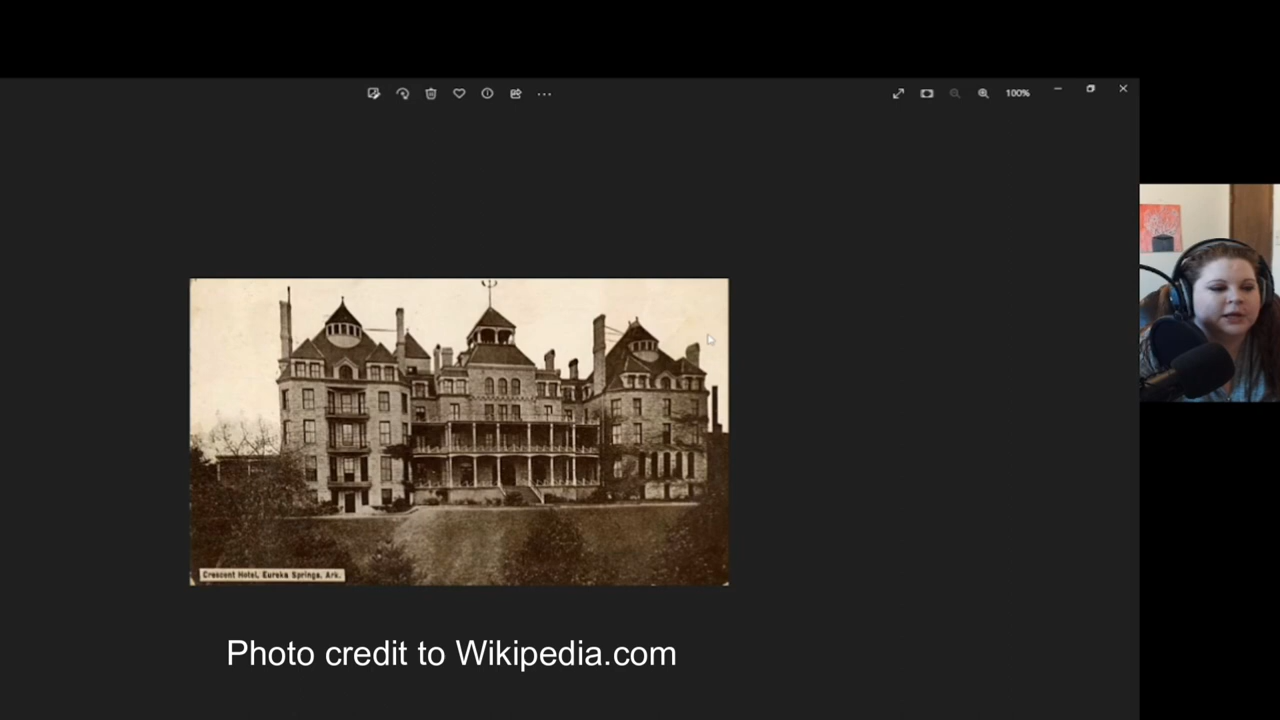 100%
Crescent Hotel, Eureka Springs, Ark.
Photo credit to Wikipedia.com